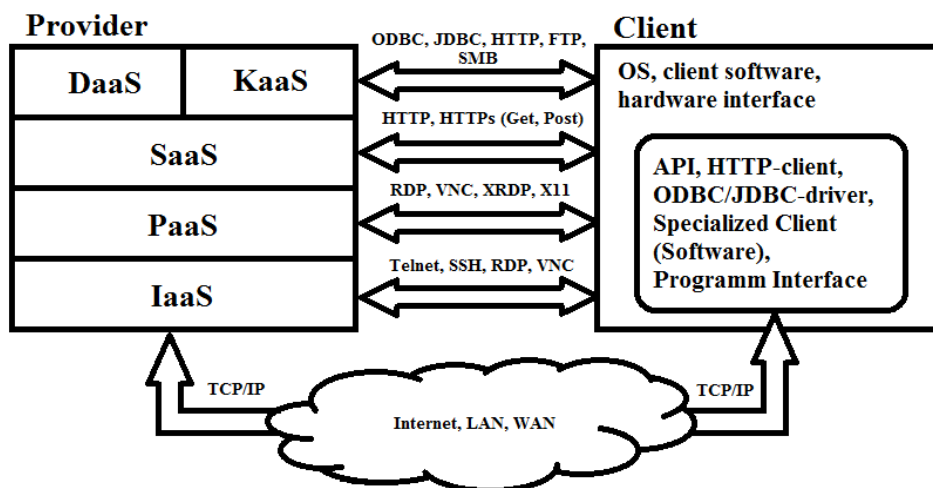 Provider
DaaS
KaaS
SaaS
PaaS
IaaS
ODBC, JDBC, HTTP, FTP,
SMB
HTTP, HTTPs (Get, Post)
RDP, VNC, XRDP, X11
Telnet, SSH, RDP, VNC
Client
OS, client software,
hardware interface
API, HTTP-client,
ODBC/JDBC-driver,
Specialized Client
(Software),
Programm Interface
TCP/IP
Internet, LAN, WAN
TCP/IP